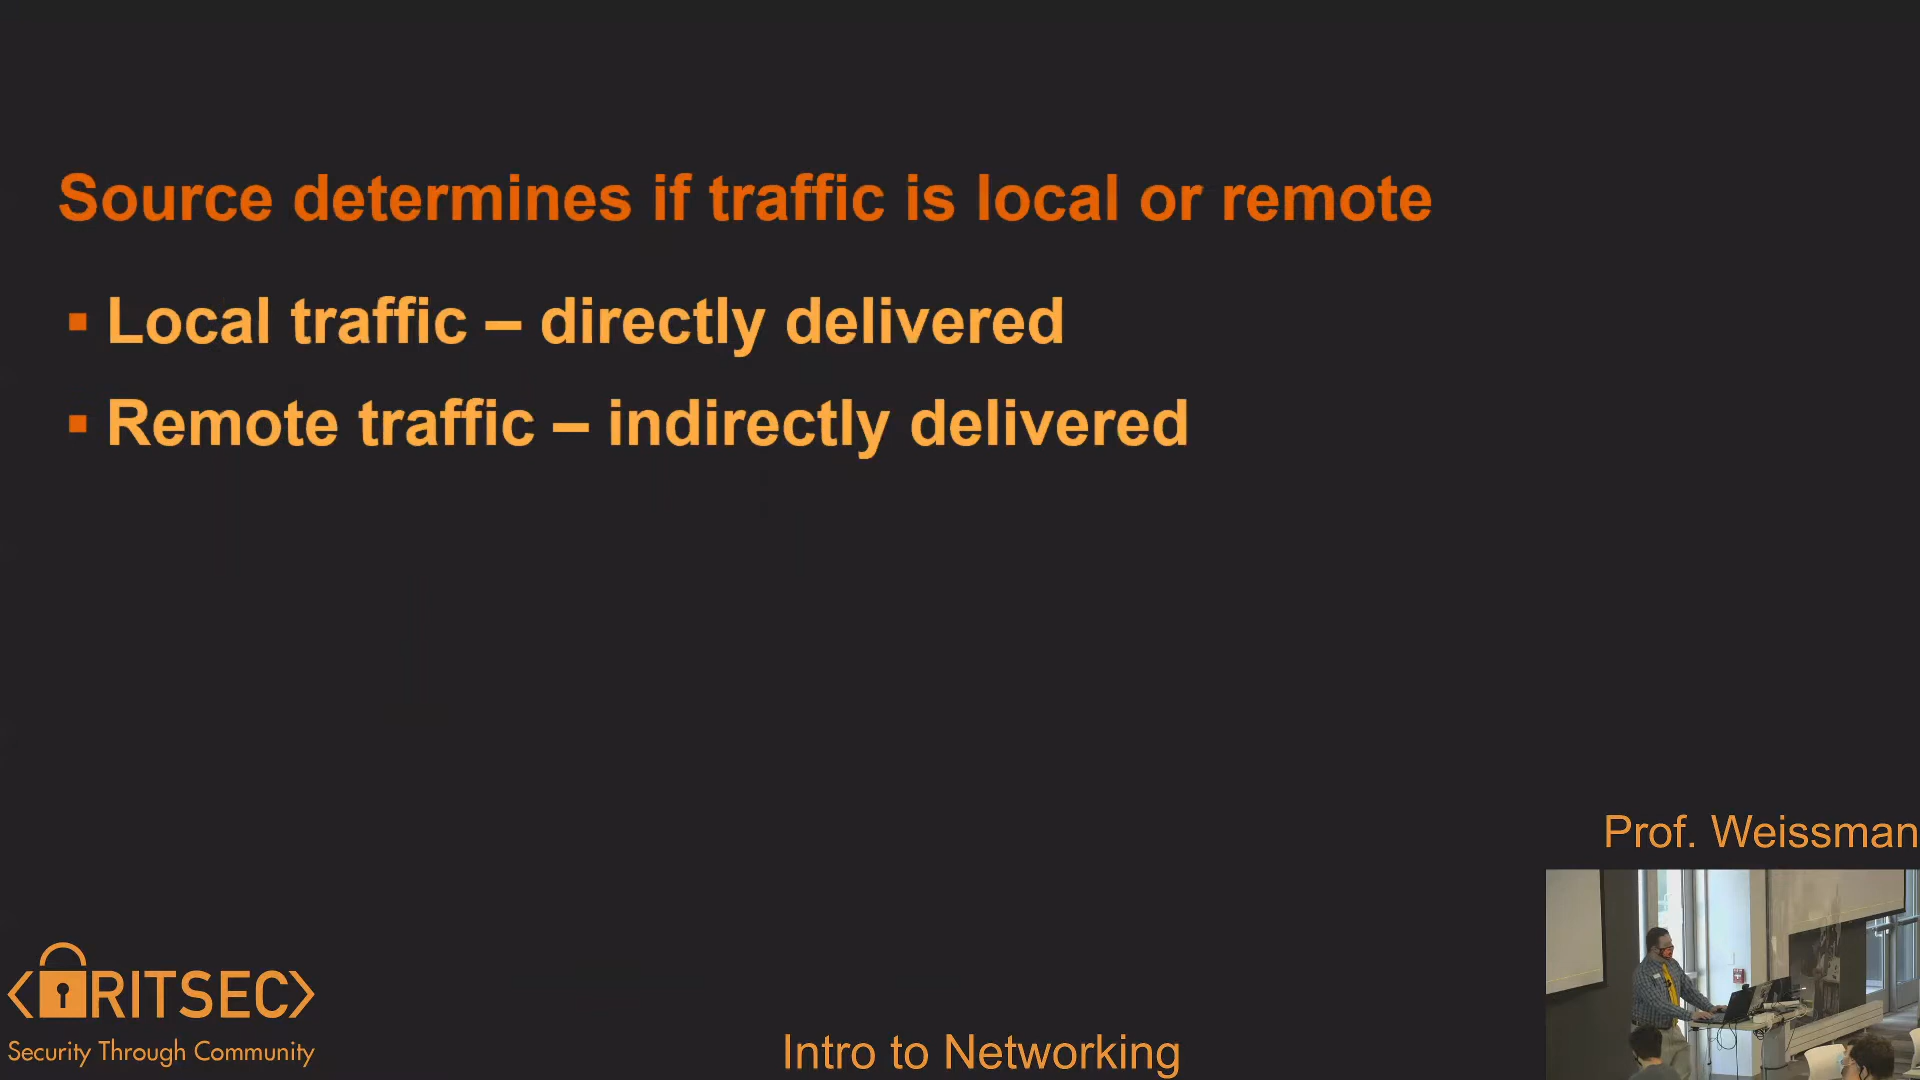 Source determines if traffic is local or remote
▪ Local traffic – directly delivered
▪ Remote traffic – indirectly delivered
Prof. Weissman
<RITSEC>
Security Through Community
Intro to Networking